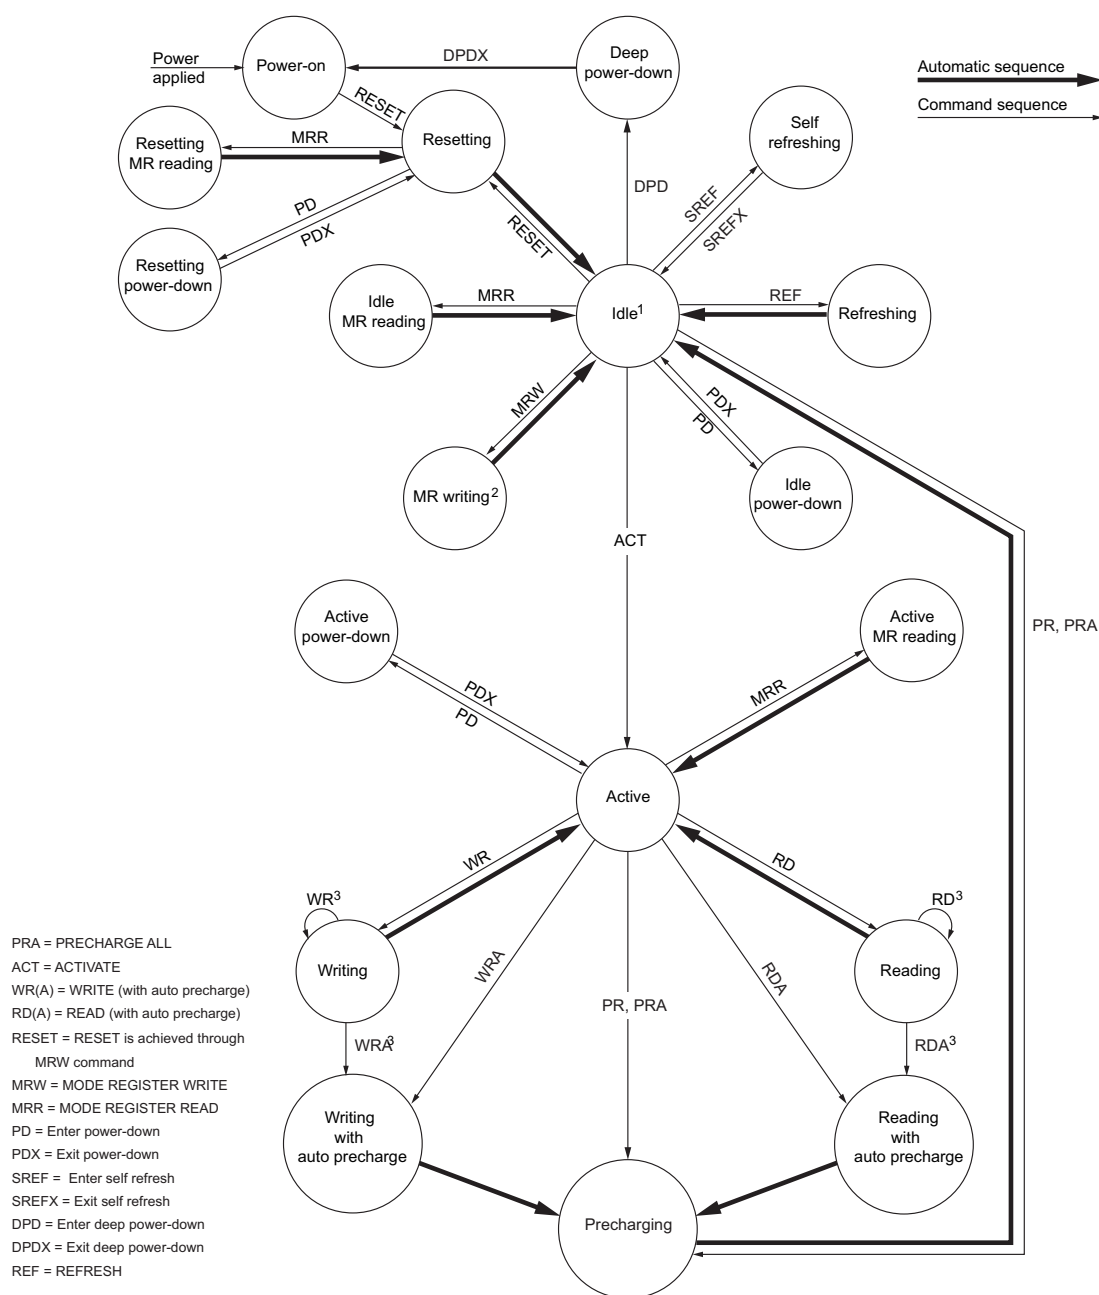 Power
applied
Power-on
DPDX
Deep
power-down
Automatic sequence
Command sequence
RESET
Resetting
MR reading
MRR
Resetting
Self
refreshing
DPD
SREF
SREFX
PD
PDX
RESET
Resetting
power-down
Idle
MR reading
MRR
Idle1
REF
Refreshing
MRW
PDX
PD
MR writing2
Idle
power-down
ACT
Active
power-down
Active
MR reading
PR, PRA
PDX
PD
MRR
Active
WR
RD
WR3
RD3
Writing
WRA
RDA
Reading
PR, PRA
WRA3
RDA3
Writing
with
auto precharge
Reading
with
auto precharge
Precharging
PRA = PRECHARGE ALL
ACT = ACTIVATE
WR(A) = WRITE (with auto precharge)
RD(A) = READ (with auto precharge)
RESET = RESET is achieved through
MRW command
MRW = MODE REGISTER WRITE
MRR = MODE REGISTER READ
PD = Enter power-down
PDX = Exit power-down
SREF = Enter self refresh
SREFX = Exit self refresh
DPD = Enter deep power-down
DPDX = Exit deep power-down
REF = REFRESH